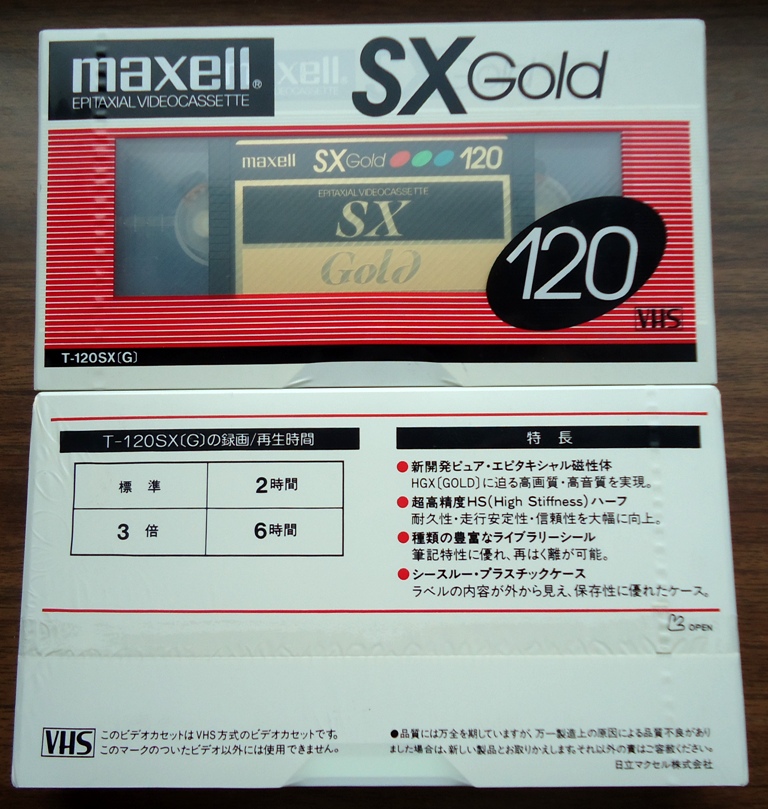 maxell®
EPITAXIAL VIDEOCASSETTE
SX Gold
maxell SX Gold 120
EPITAXIAL VIDEOCASSETTE
SX
Gold
120
VHS
T-120SX(G)
T-120SX(G)の録画/再生時間
標準 2時間
3倍 6時間
特長
●新開発ピュア・エピタキシャル磁性体
HGX(GOLD)に迫る高画質・高音質を実現。
●超高精度HS(High Stiffness)ハーフ
耐久性・走行安定性・信頼性を大幅に向上。
●種類の豊富なライブラリーシール
筆記特性に優れ、再はく離が可能。
●シースルー・プラスチックケース
ラベルの内容が外から見え、保存性に優れたケース。
OPEN
VHS
このビデオカセットはVHS方式のビデオカセットです。
このマークのついたビデオ以外には使用できません。
●品質には万全を期していますが、万一製造上の原因による品質不良があり
ました場合は、新しい製品とお取りかえします。それ以外の責はご容赦ください。
日立マクセル株式会社